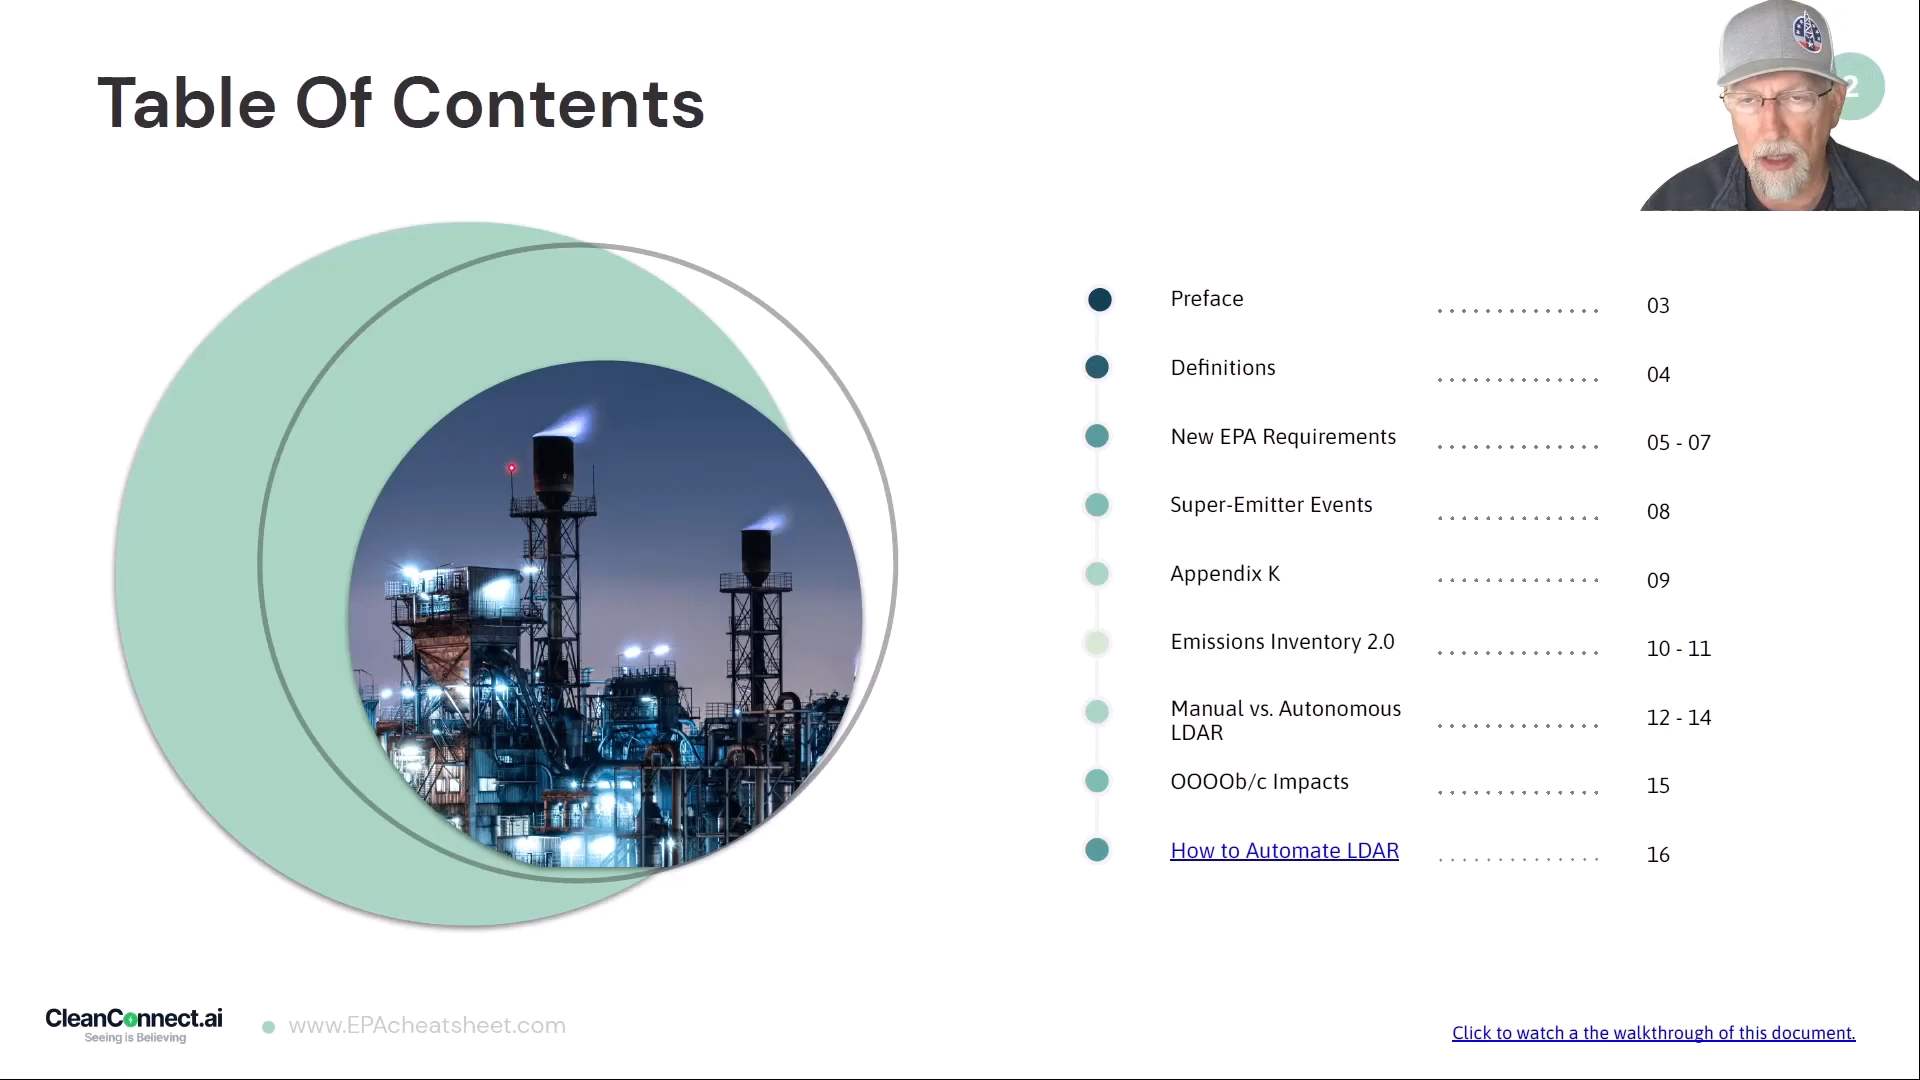 Table Of Contents
2
Preface ............. 03
Definitions ............. 04
New EPA Requirements ............. 05 - 07
Super-Emitter Events ............. 08
Appendix K ............. 09
Emissions Inventory 2.0 ............. 10 - 11
Manual vs. Autonomous
LDAR ............. 12 - 14
OOOOb/c Impacts ............. 15
How to Automate LDAR ............. 16
CleanConnect.ai
Seeing is Believing
www.EPAcheatsheet.com
Click to watch a the walkthrough of this document.